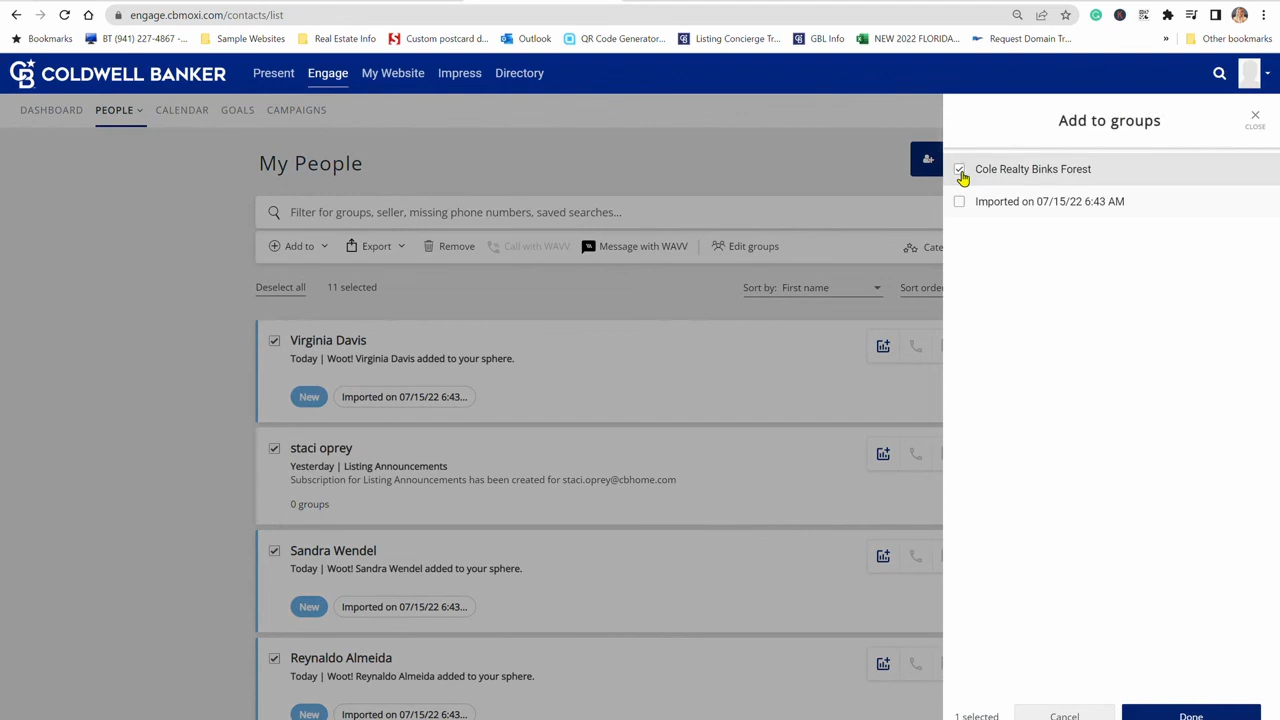 engage.cbmoxi.com/contacts/list
Bookmarks BT (941) 227-4867 -... Sample Websites Real Estate Info Custom postcard d... Outlook QR Code Generator... Listing Concierge Tr... GBL Info NEW 2022 FLORIDA... Request Domain Tr... » Other bookmarks
CB COLDWELL BANKER Present Engage My Website Impress Directory
DASHBOARD PEOPLE CALENDAR GOALS CAMPAIGNS
Add to groups
CLOSE
My People
Cole Realty Binks Forest
Imported on 07/15/22 6:43 AM
Filter for groups, seller, missing phone numbers, saved searches...
Add to Export Remove Call with WAVV Message with WAVV Edit groups Cate
Deselect all 11 selected Sort by: First name Sort orde
Virginia Davis
Today | Woot! Virginia Davis added to your sphere.
New Imported on 07/15/22 6:43...
staci oprey
Yesterday | Listing Announcements
Subscription for Listing Announcements has been created for staci.oprey@cbhome.com
0 groups
Sandra Wendel
Today | Woot! Sandra Wendel added to your sphere.
New Imported on 07/15/22 6:43...
Reynaldo Almeida
Today | Woot! Reynaldo Almeida added to your sphere.
New Imported on 07/15/22 6:43...
1 selected Cancel Done